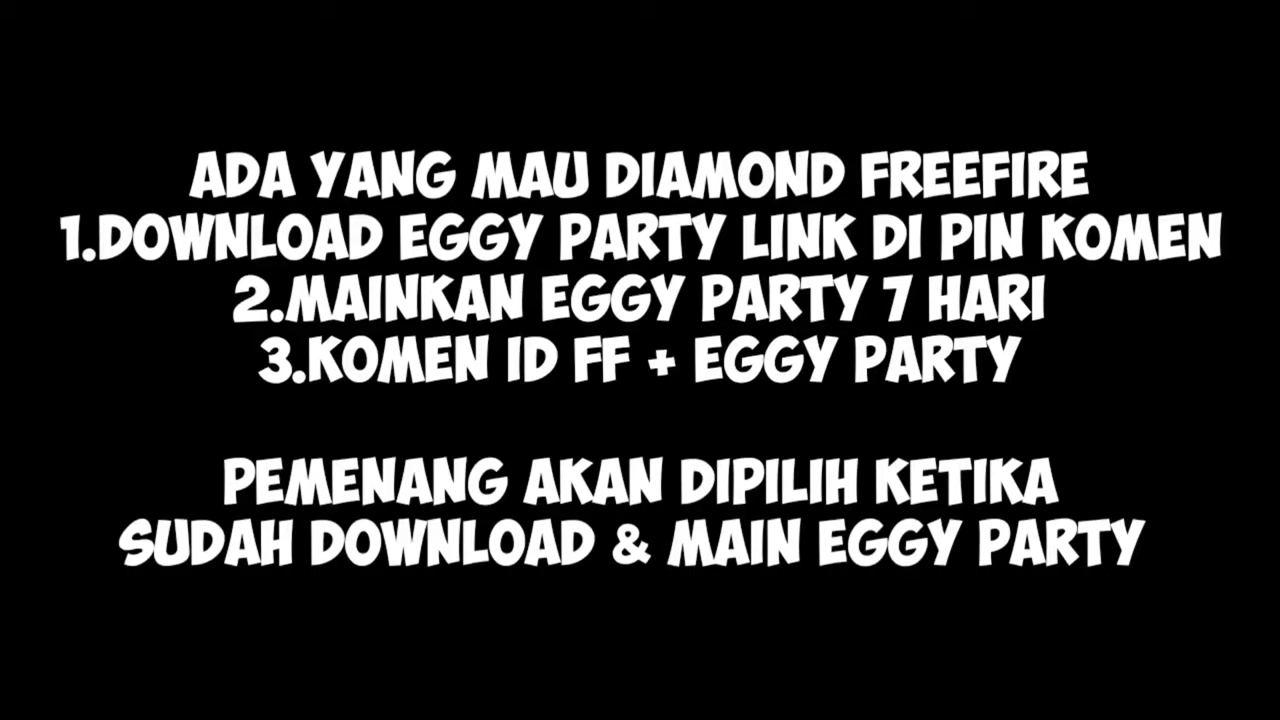 ADA YANG MAU DIAMOND FREEFIRE
1.DOWNLOAD EGGY PARTY LINK DI PIN KOMEN
2.MAINKAN EGGY PARTY 7 HARI
3.KOMEN ID FF + EGGY PARTY
PEMENANG AKAN DIPILIH KETIKA
SUDAH DOWNLOAD & MAIN EGGY PARTY